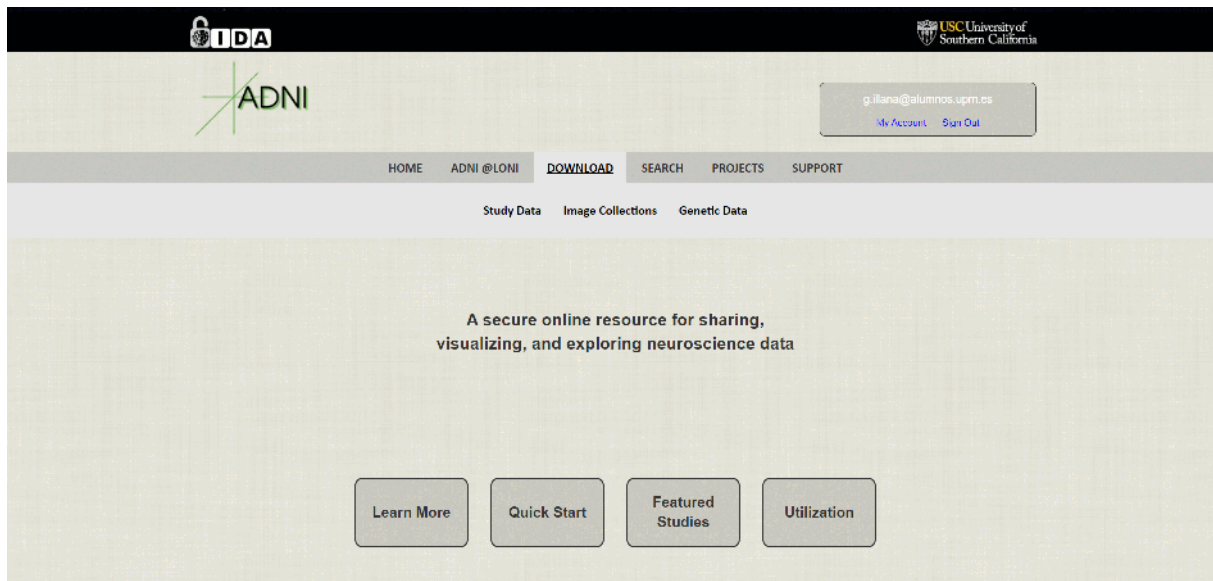 IDA
USC University of
Southern California
ADNI
g.illana@alumnos.upm.es
My Account Sign Out
HOME ADNI @LONI DOWNLOAD SEARCH PROJECTS SUPPORT
Study Data Image Collections Genetic Data
A secure online resource for sharing,
visualizing, and exploring neuroscience data
Learn More
Quick Start
Featured
Studies
Utilization